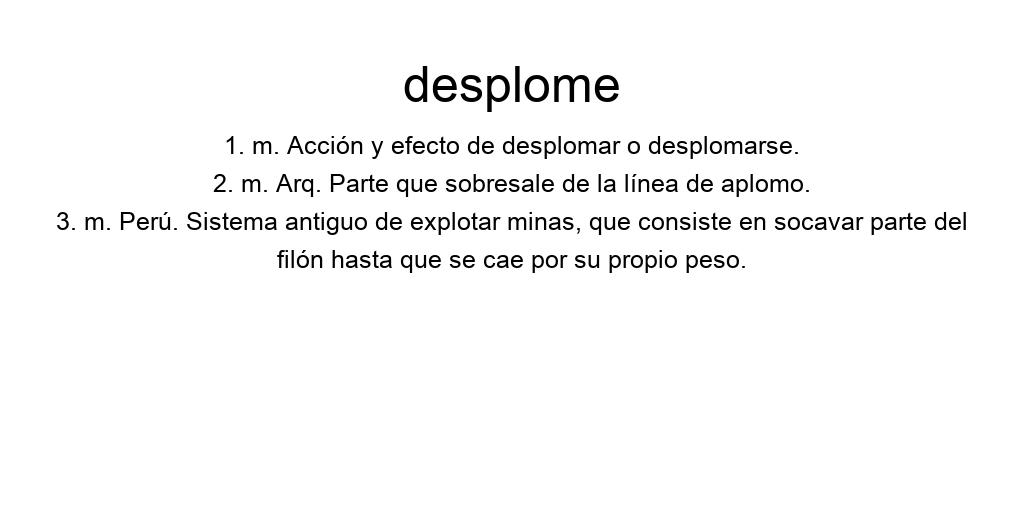 desplome
1. m. Acción y efecto de desplomar o desplomarse.
2. m. Arq. Parte que sobresale de la línea de aplomo.
3. m. Perú. Sistema antiguo de explotar minas, que consiste en socavar parte del
filón hasta que se cae por su propio peso.